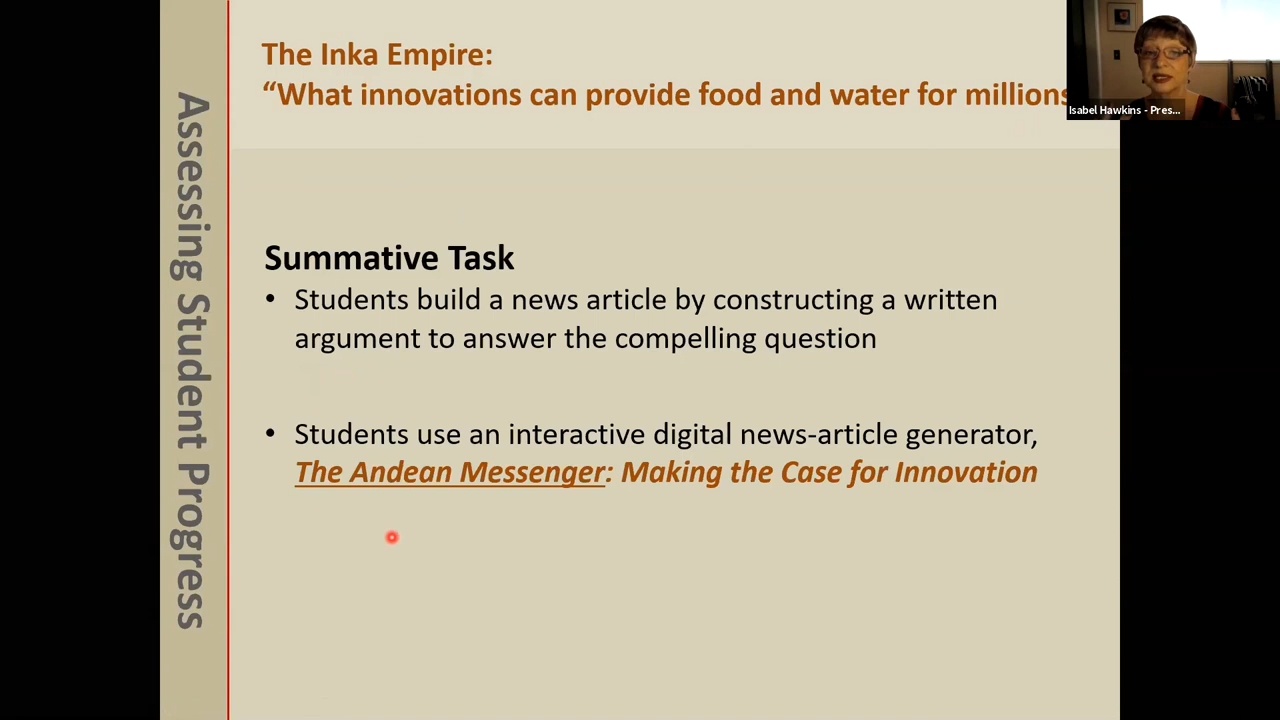 The Inka Empire:
“What innovations can provide food and water for millions
Isabel Hawkins - Pres...
Assessing Student Progress
Summative Task
• Students build a news article by constructing a written
argument to answer the compelling question
• Students use an interactive digital news-article generator,
The Andean Messenger: Making the Case for Innovation